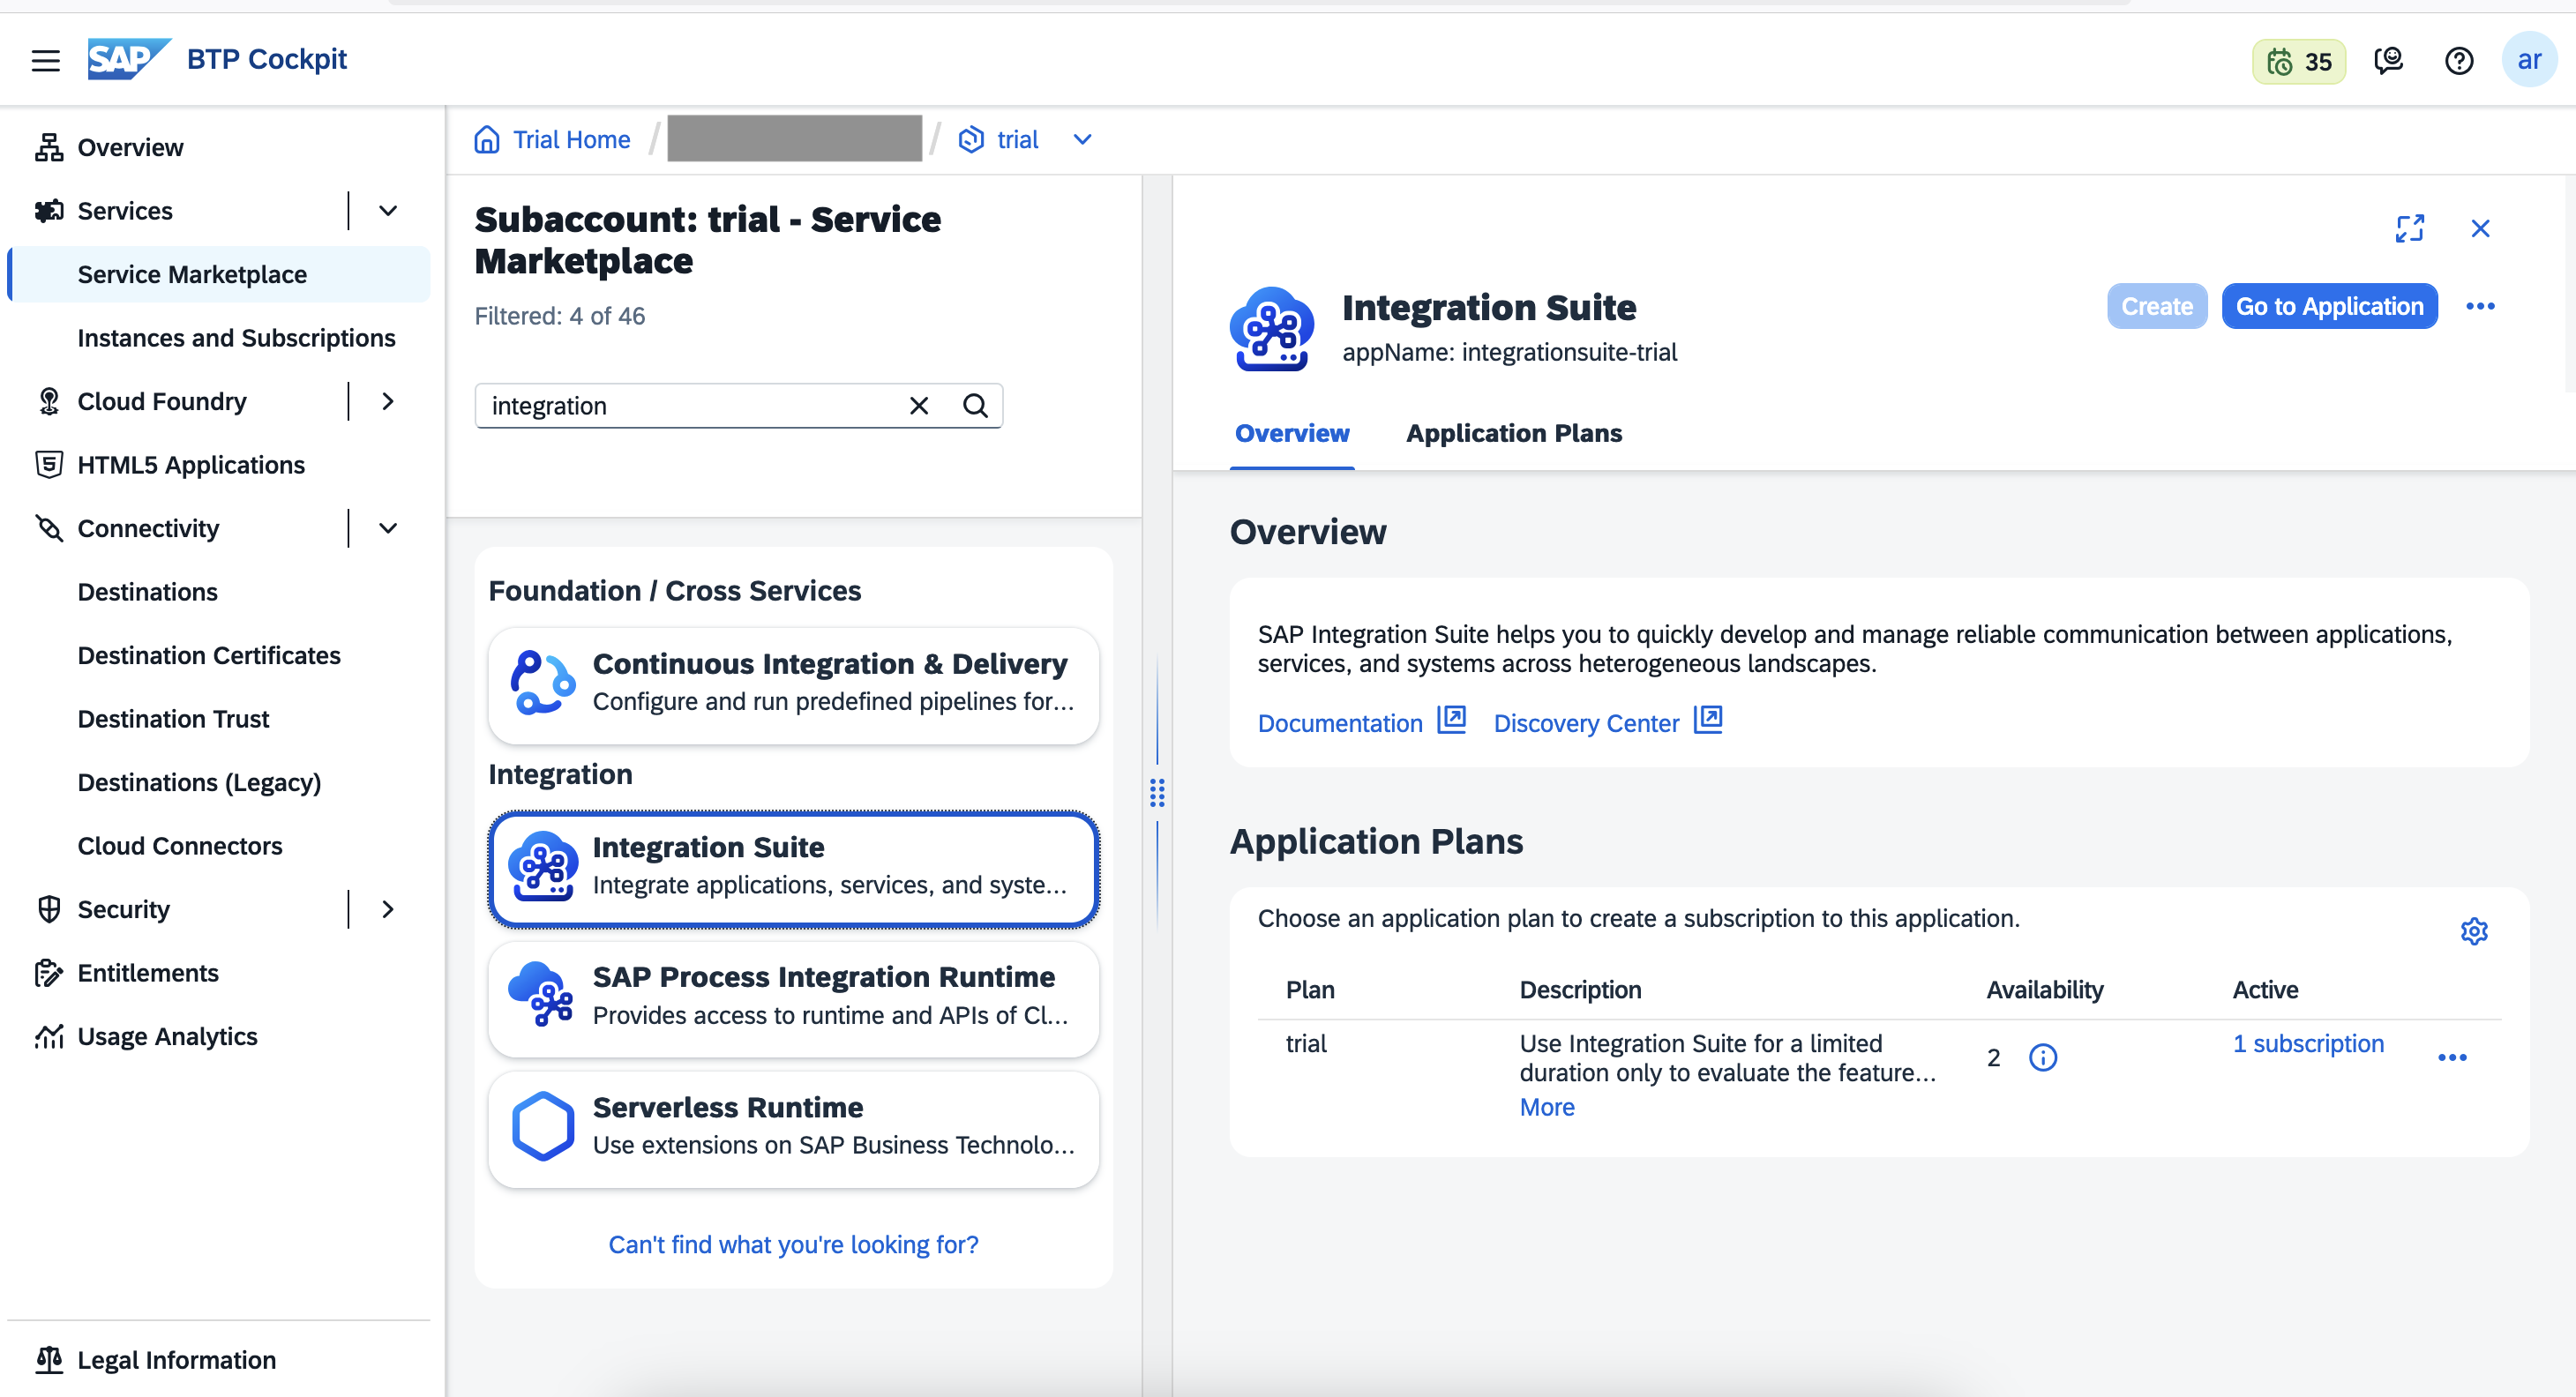 SAP BTP Cockpit
35
ar
Overview
Services
Service Marketplace
Instances and Subscriptions
Cloud Foundry
HTML5 Applications
Connectivity
Destinations
Destination Certificates
Destination Trust
Destinations (Legacy)
Cloud Connectors
Security
Entitlements
Usage Analytics
Legal Information
Trial Home / / trial
Subaccount: trial - Service
Marketplace
Filtered: 4 of 46
integration
Foundation / Cross Services
Continuous Integration & Delivery
Configure and run predefined pipelines for...
Integration
Integration Suite
Integrate applications, services, and syste...
SAP Process Integration Runtime
Provides access to runtime and APIs of Cl...
Serverless Runtime
Use extensions on SAP Business Technolo...
Can't find what you're looking for?
Integration Suite
appName: integrationsuite-trial
Create
Go to Application
Overview Application Plans
Overview
SAP Integration Suite helps you to quickly develop and manage reliable communication between applications,
services, and systems across heterogeneous landscapes.
Documentation Discovery Center
Application Plans
Choose an application plan to create a subscription to this application.
Plan Description Availability Active
trial Use Integration Suite for a limited 2 1 subscription
duration only to evaluate the feature...
More